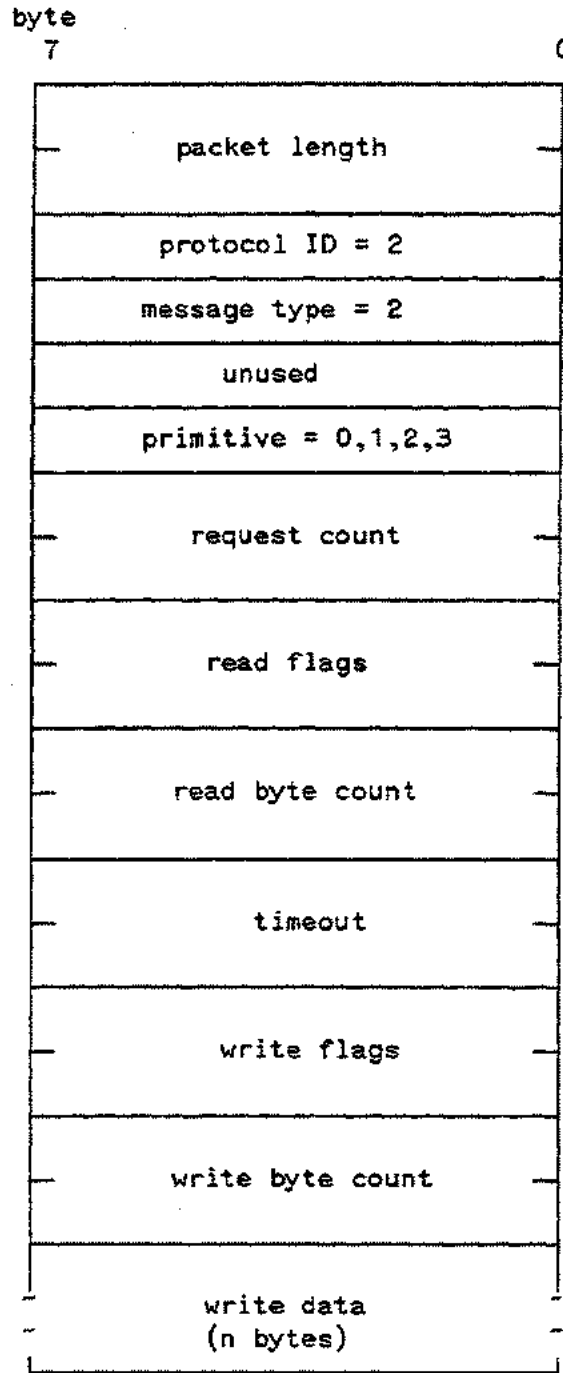 byte
7 0
packet length
protocol ID = 2
message type = 2
unused
primitive = 0,1,2,3
request count
read flags
read byte count
timeout
write flags
write byte count
write data
(n bytes)